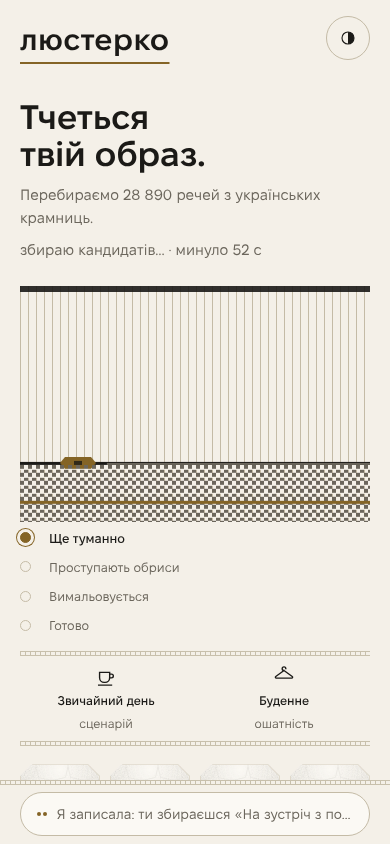 люстерко
Тчеться
твій образ.
Перебираємо 28 890 речей з українських
крамниць.
збираю кандидатів… · минуло 52 с
Ще туманно
Проступають обриси
Вимальовується
Готово
Звичайний день
сценарій
Буденне
ошатність
Я записала: ти збираєшся «На зустріч з по…